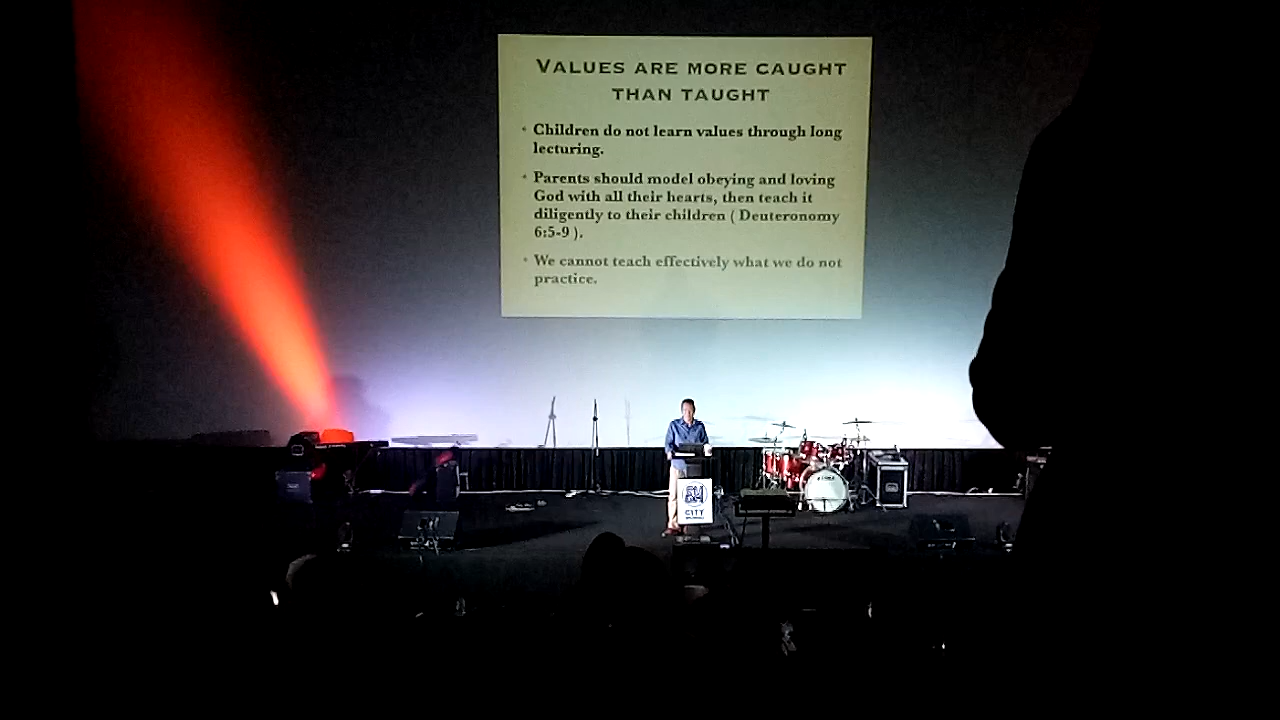 VALUES ARE MORE CAUGHT
THAN TAUGHT
• Children do not learn values through long
lecturing.
• Parents should model obeying and loving
God with all their hearts, then teach it
diligently to their children ( Deuteronomy
6:5-9 ).
• We cannot teach effectively what we do not
practice.
SM
CITY